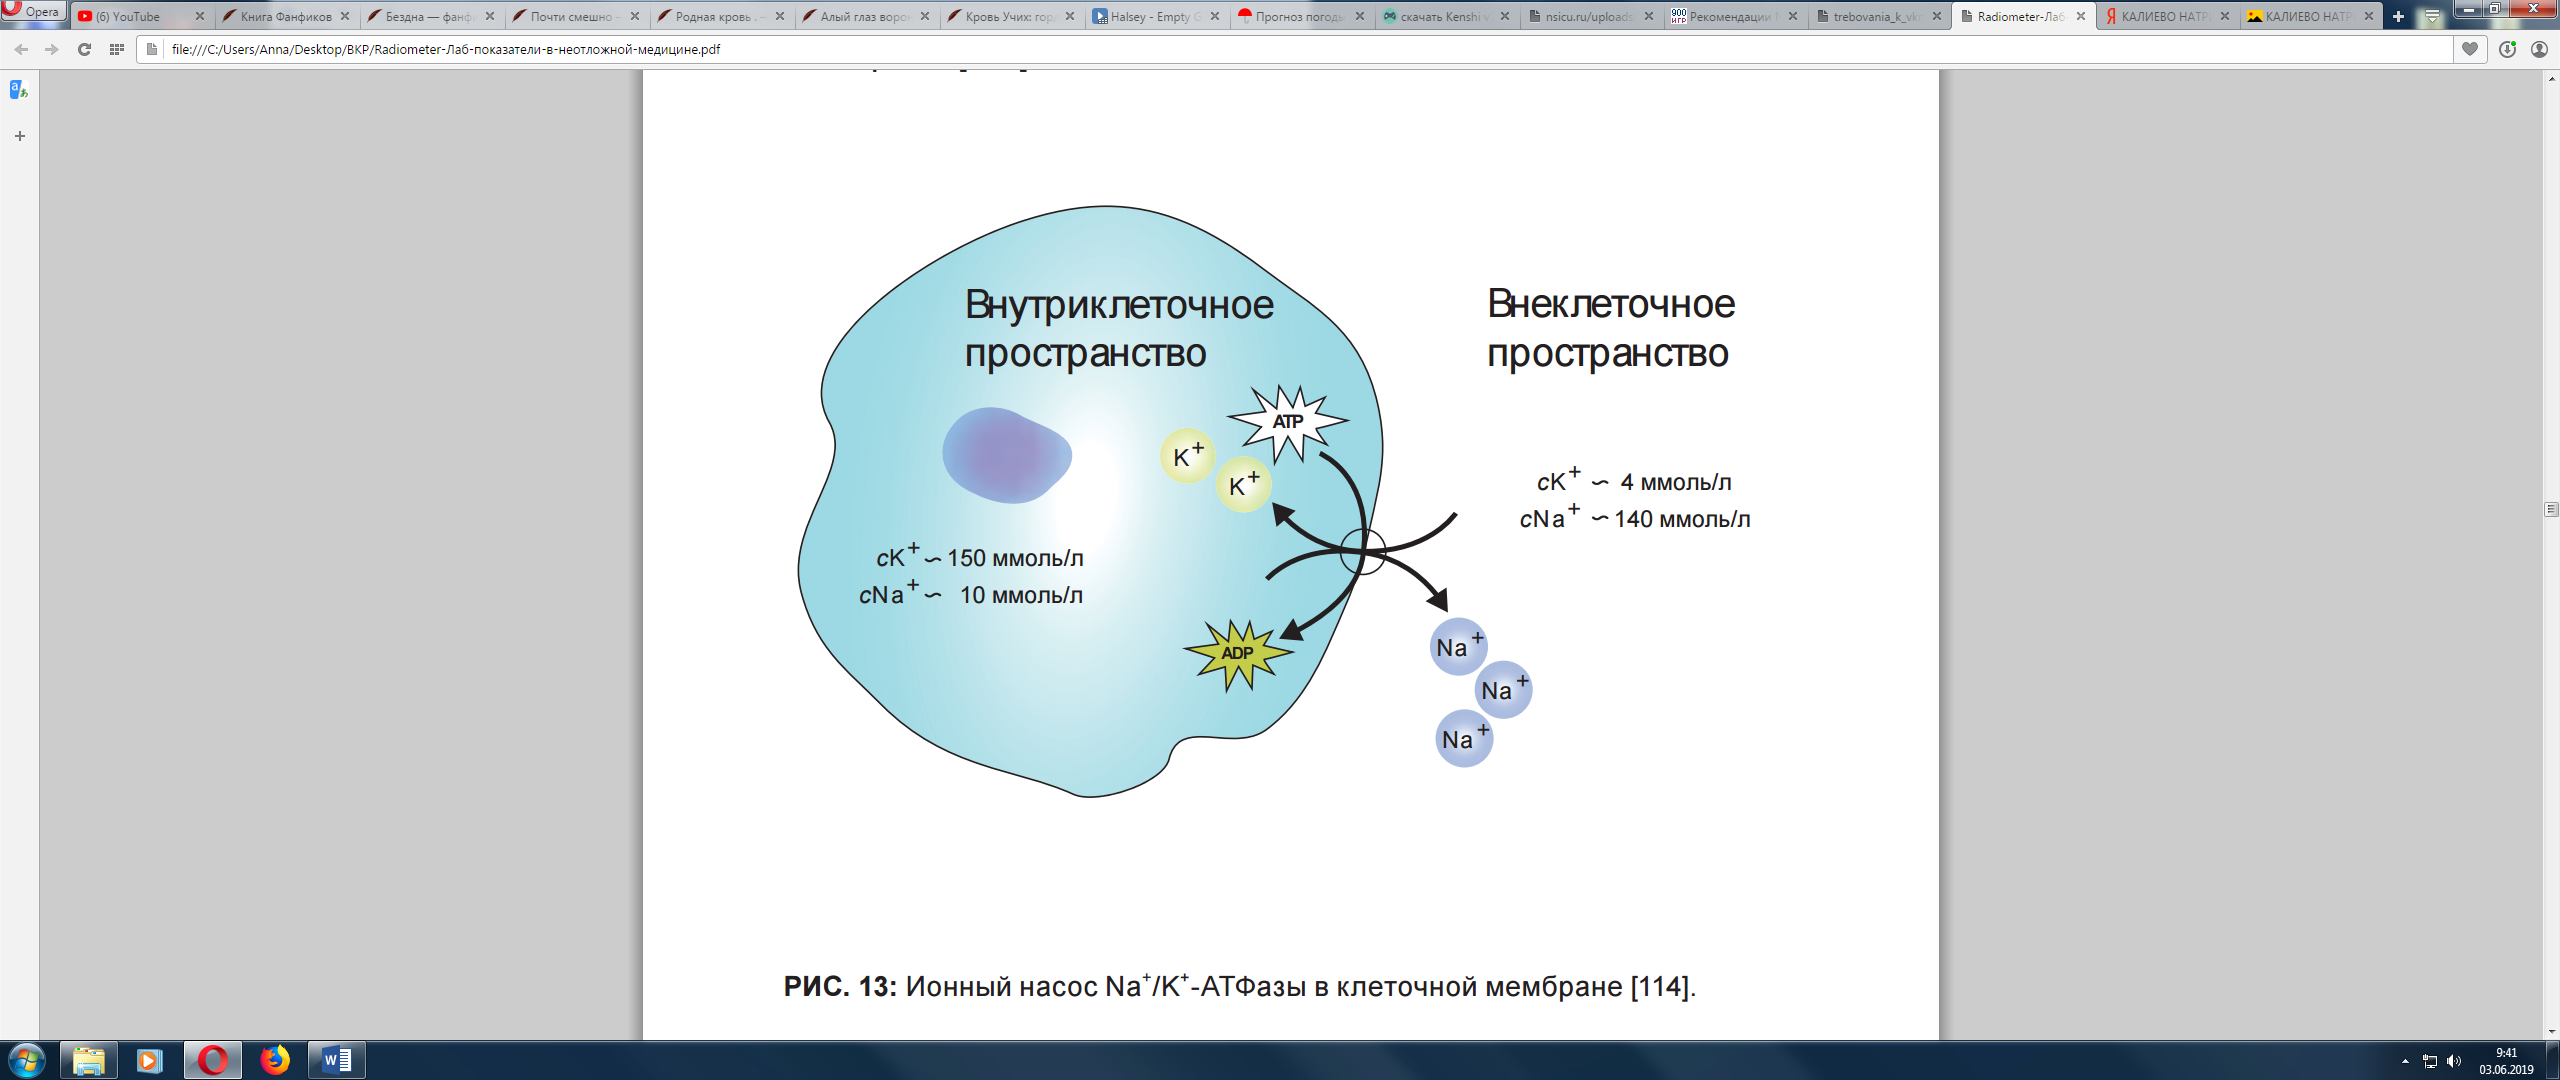 Opera
(6) YouTube
Книга Фанфиков
Бездна — фанф
Почти смешно –
Родная кровь . –
Алый глаз ворон
Кровь Учих: гор
Halsey - Empty G
Прогноз погоды
скачать Kenshi v
nsicu.ru/uploads
Рекомендации
trebovania_k_vkr
Radiometer-Лаб
КАЛИЕВО НАТР
КАЛИЕВО НАТР
file:///C:/Users/Anna/Desktop/ВКР/Radiometer-Лаб-показатели-в-неотложной-медицине.pdf
Внутриклеточное
пространство
Внеклеточное
пространство
ATP
K+
K+
cK+ ∽ 4 ммоль/л
cNa+ ∽ 140 ммоль/л
cK+ ∽ 150 ммоль/л
cNa+ ∽ 10 ммоль/л
ADP
Na+
Na+
Na+
РИС. 13: Ионный насос Na+/K+-АТФазы в клеточной мембране [114].
9:41
03.06.2019